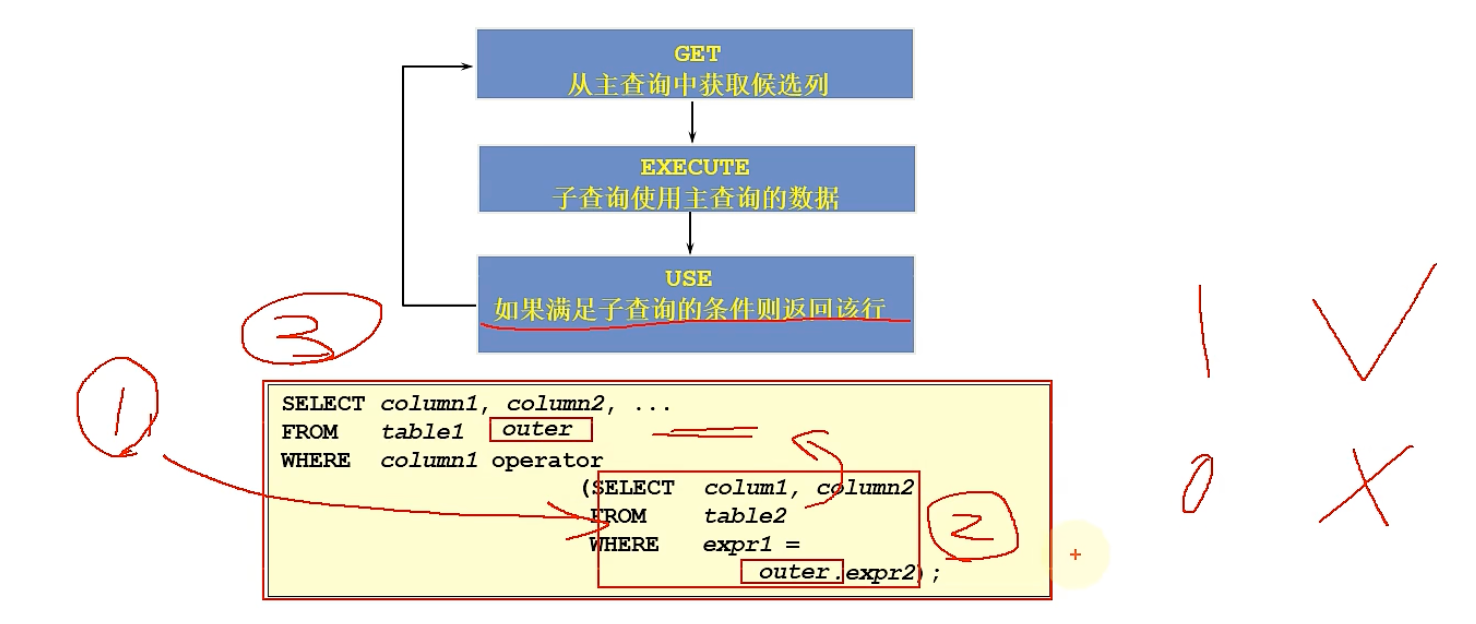 GET
从主查询中获取候选列
EXECUTE
子查询使用主查询的数据
USE
如果满足子查询的条件则返回该行
3
1
1
0
SELECT column1, column2, ...
FROM table1 outer
WHERE column1 operator
(SELECT colum1, column2
FROM table2
WHERE expr1 =
outer.expr2);
2